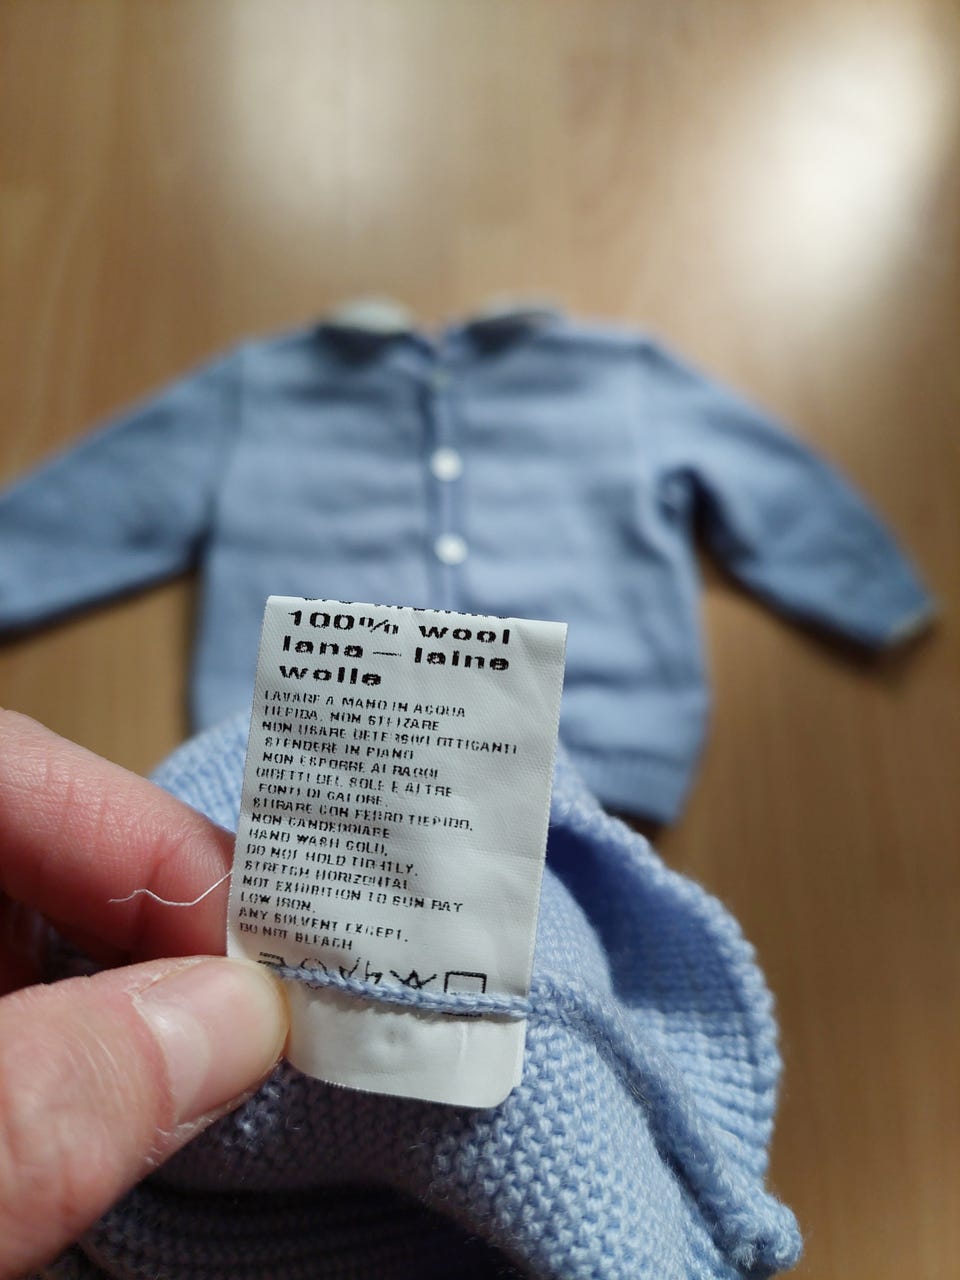 100% wool
lana — laine
wolle
LAVARE A MANO IN ACQUA
TIEPIDA. NON STRIZARE
NON USARE DETERSIVI OTTICANTI
STENDERE IN PIANO
NON ESPORRE AI RAGGI
DIRETTI DEL SOLE E ALTRE
FONTI DI CALORE.
STIRARE CON FERRO TIEPIDO.
NON CANDEGGIARE
HAND WASH COLD.
DO NOT HOLD TIGHTLY.
STRETCH HORIZONTAL
NOT EXHIBITION TO SUN RAY
LOW IRON.
ANY SOLVENT EXCEPT.
DO NOT BLEACH